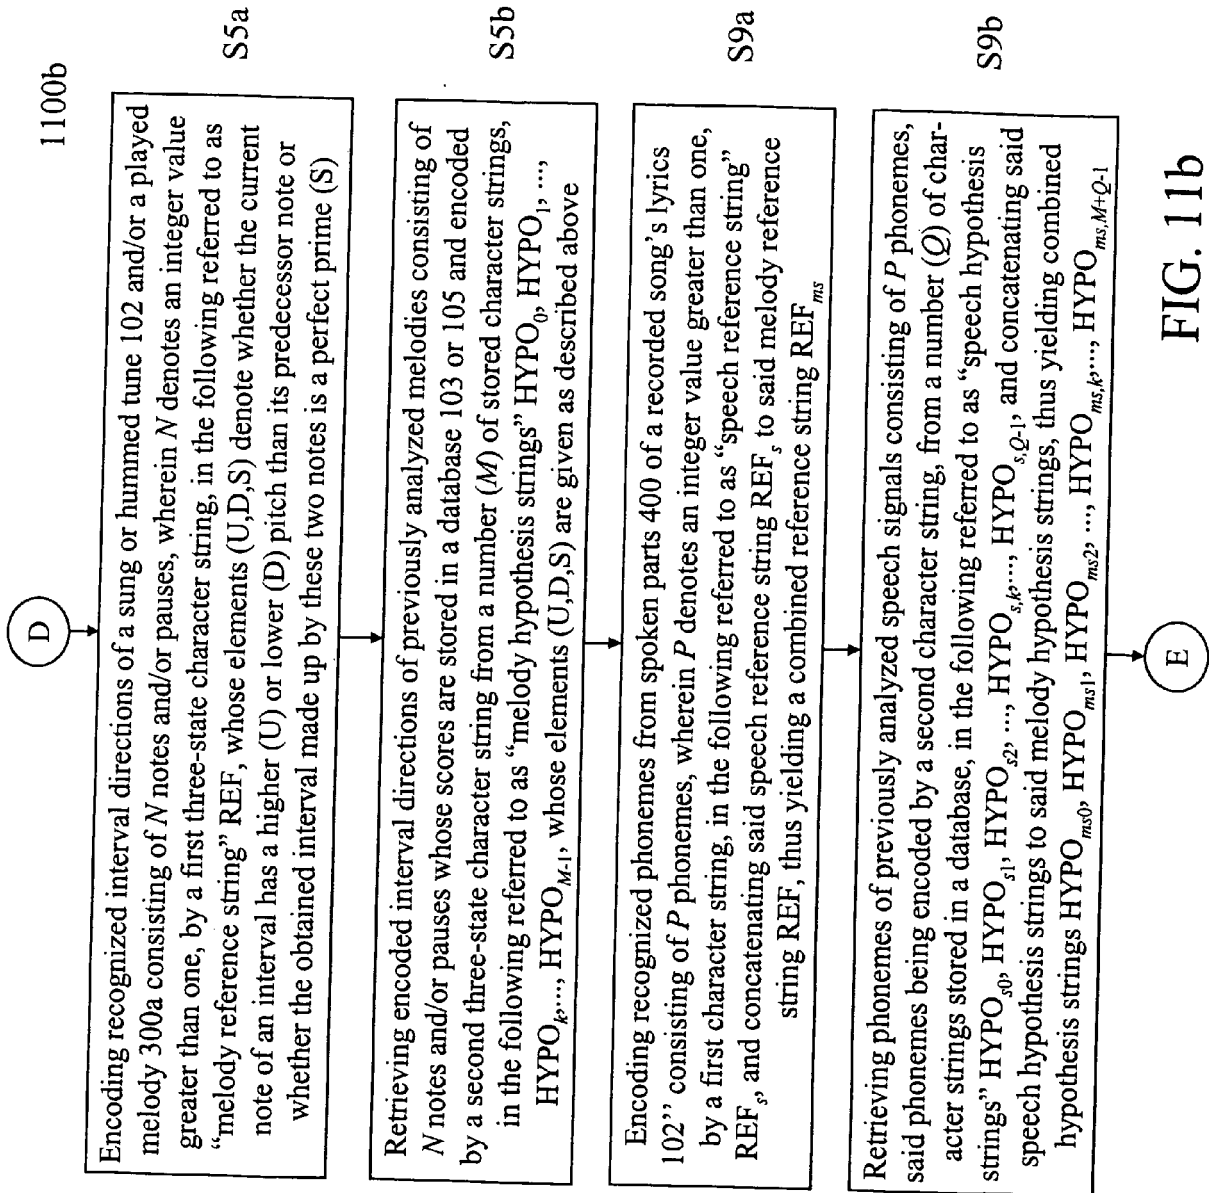 1100b
D
Encoding recognized interval directions of a sung or hummed tune 102 and/or a played
melody 300a consisting of N notes and/or pauses, wherein N denotes an integer value
greater than one, by a first three-state character string, in the following referred to as
“melody reference string” REF, whose elements (U,D,S) denote whether the current
note of an interval has a higher (U) or lower (D) pitch than its predecessor note or
whether the obtained interval made up by these two notes is a perfect prime (S)
S5a
Retrieving encoded interval directions of previously analyzed melodies consisting of
N notes and/or pauses whose scores are stored in a database 103 or 105 and encoded
by a second three-state character string from a number (M) of stored character strings,
in the following referred to as “melody hypothesis strings” HYPO0, HYPO1, ...,
HYPOk,..., HYPOM-1, whose elements (U,D,S) are given as described above
S5b
Encoding recognized phonemes from spoken parts 400 of a recorded song’s lyrics
102” consisting of P phonemes, wherein P denotes an integer value greater than one,
by a first character string, in the following referred to as “speech reference string”
REFs, and concatenating said speech reference string REFs to said melody reference
string REF, thus yielding a combined reference string REFms
S9a
Retrieving phonemes of previously analyzed speech signals consisting of P phonemes,
said phonemes being encoded by a second character string, from a number (Q) of char-
acter strings stored in a database, in the following referred to as “speech hypothesis
strings” HYPOs0, HYPOs1, HYPOs2, ..., HYPOs,k,..., HYPOs,Q-1, and concatenating said
speech hypothesis strings to said melody hypothesis strings, thus yielding combined
hypothesis strings HYPOms0, HYPOms1, HYPOms2, ..., HYPOms,k,..., HYPOms,M+Q-1
S9b
E
FIG. 11b